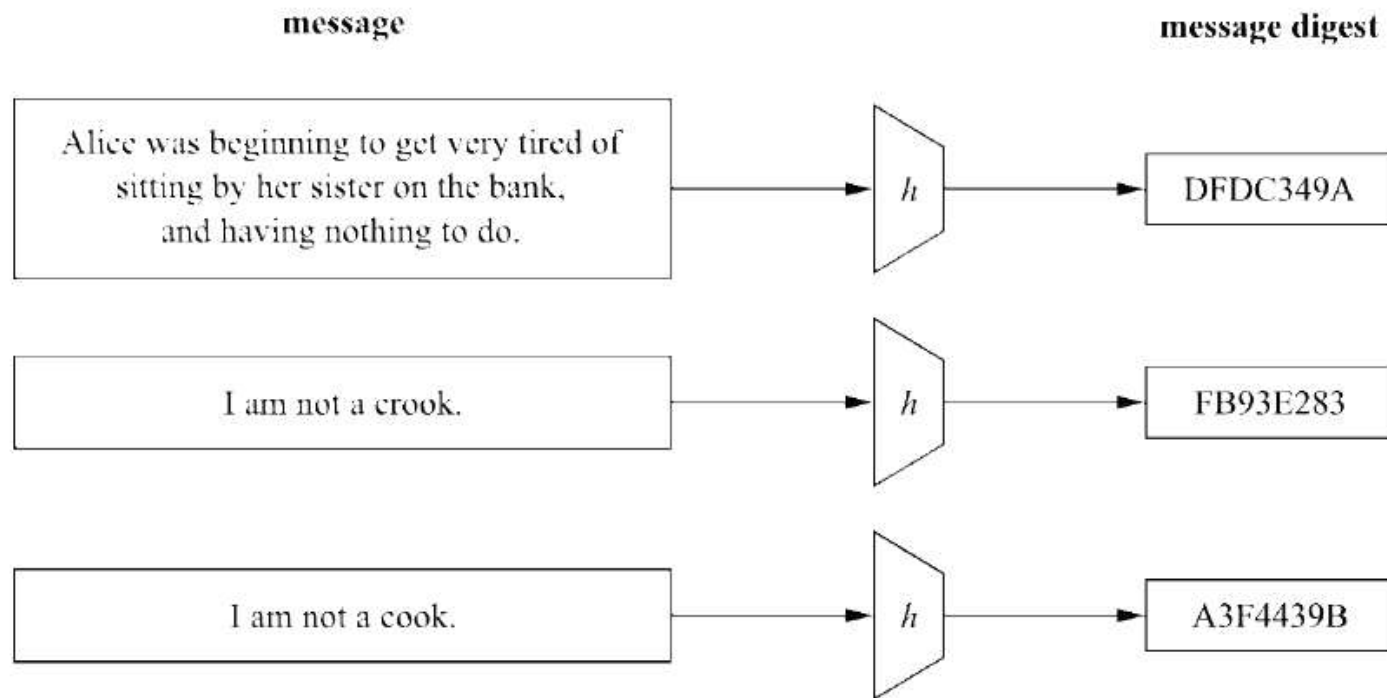 message
message digest
Alice was beginning to get very tired of
sitting by her sister on the bank,
and having nothing to do.
h
DFDC349A
I am not a crook.
h
FB93E283
I am not a cook.
h
A3F4439B